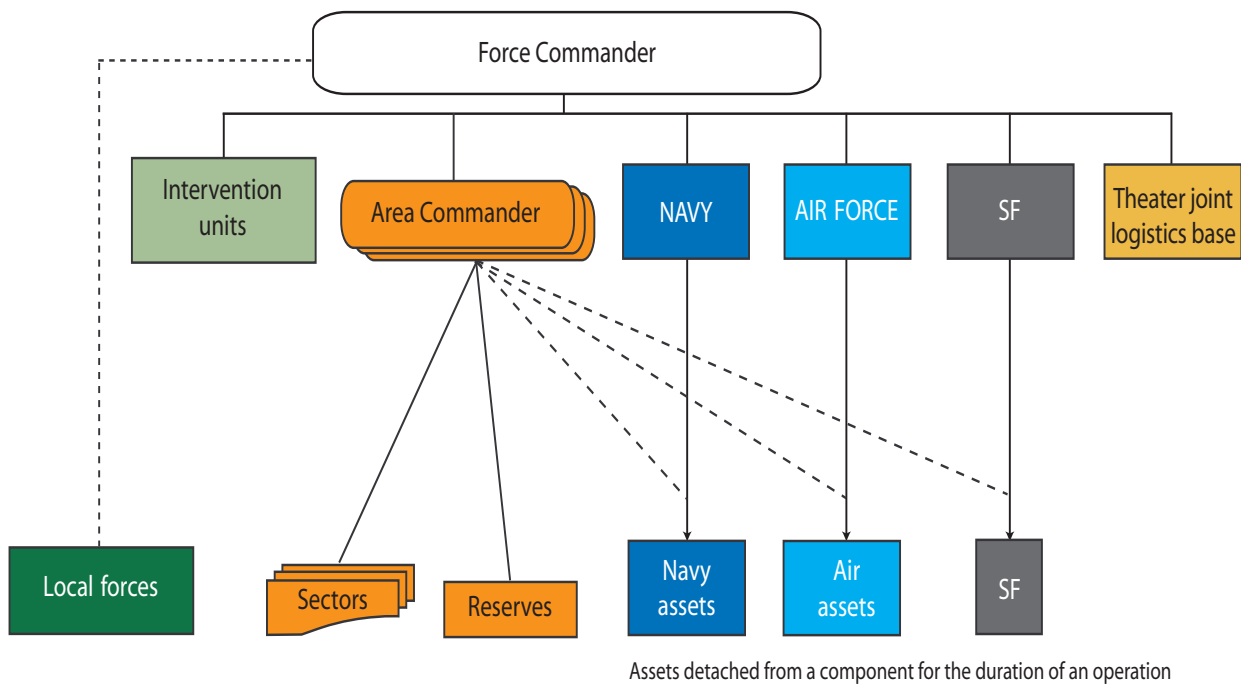 Force Commander
Intervention
units
Area Commander
NAVY
AIR FORCE
SF
Theater joint
logistics base
Local forces
Sectors
Reserves
Navy
assets
Air
assets
SF
Assets detached from a component for the duration of an operation